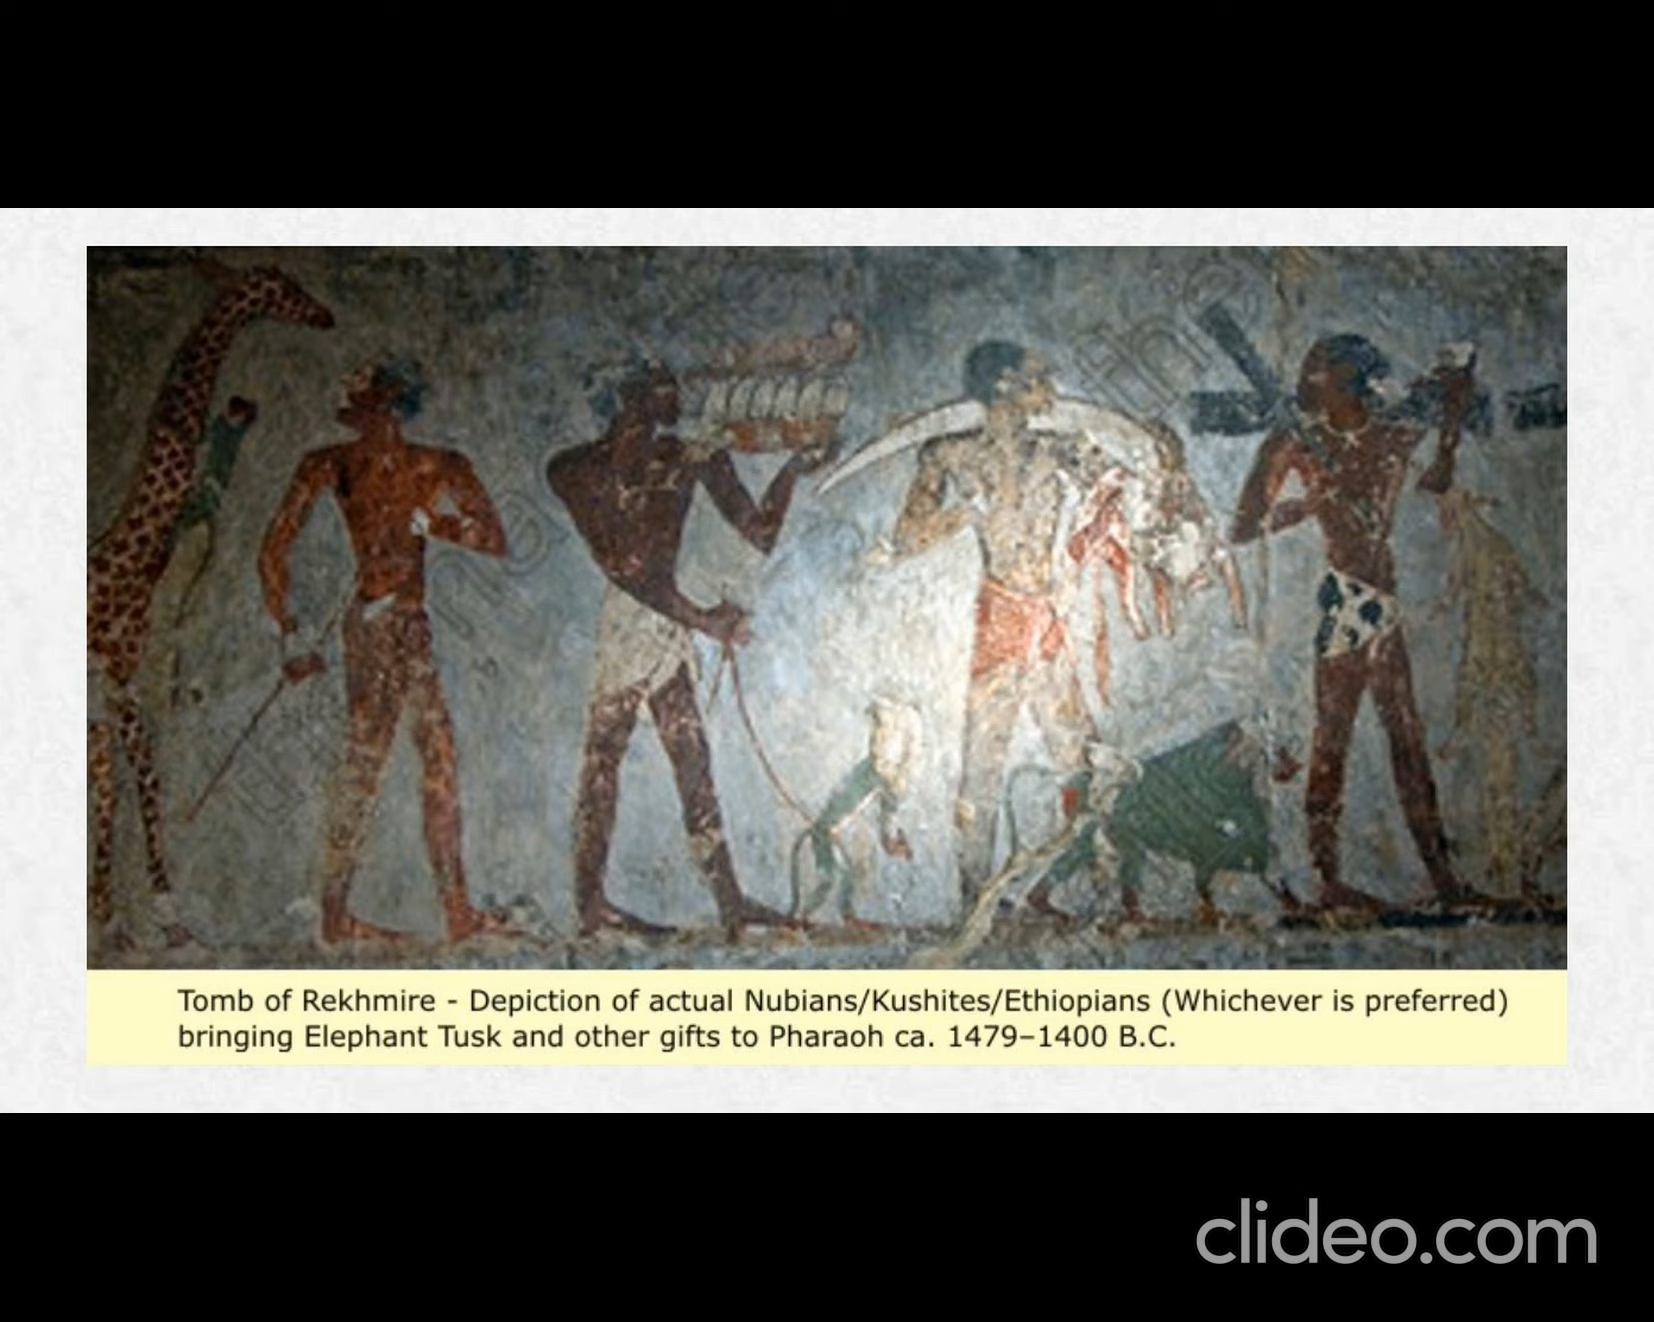 Tomb of Rekhmire - Depiction of actual Nubians/Kushites/Ethiopians (Whichever is preferred)
bringing Elephant Tusk and other gifts to Pharaoh ca. 1479–1400 B.C.
clideo.com